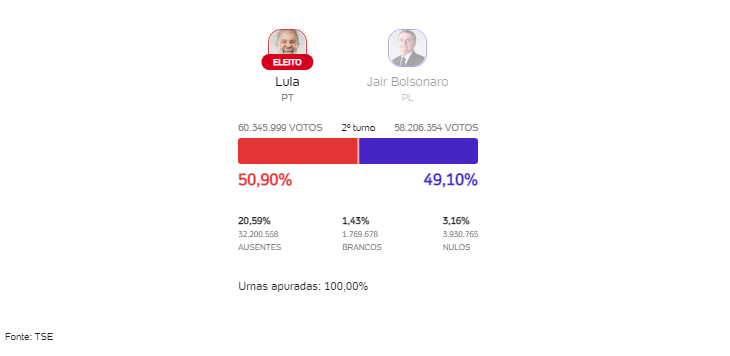 ELEITO
Lula
Jair Bolsonaro
PT
PL
60.345.999 VOTOS 2º turno 58.206.354 VOTOS
50,90% 49,10%
20,59% 1,43% 3,16%
32.200.558 1.769.678 3.930.765
AUSENTES BRANCOS NULOS
Urnas apuradas: 100,00%
Fonte: TSE